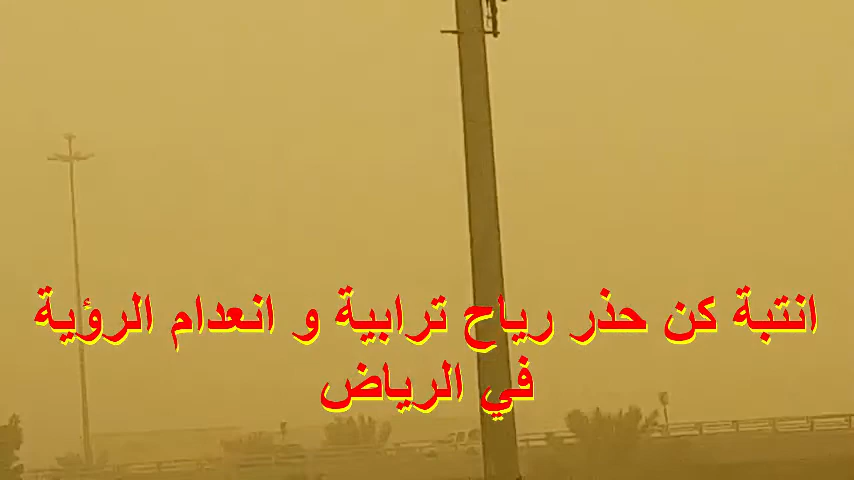 انتبة كن حذر رياح ترابية و انعدام الرؤية
في الرياض